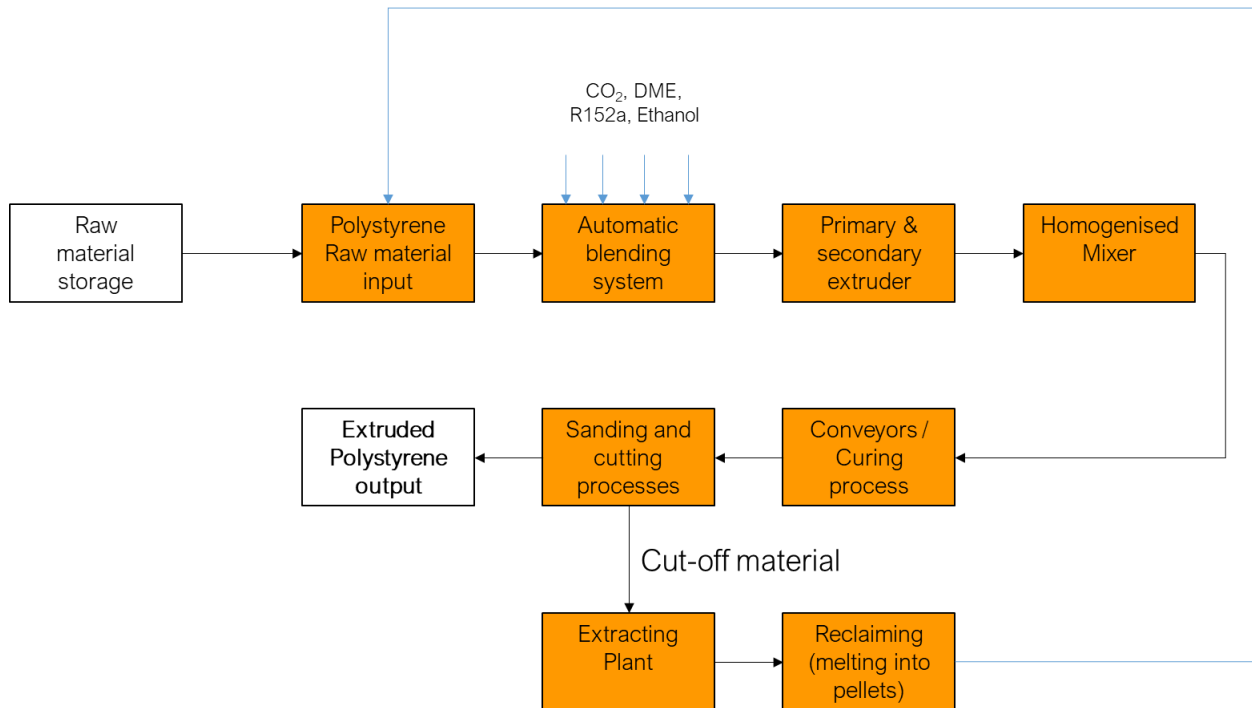 CO₂, DME,
R152a, Ethanol
Raw
material
storage
Polystyrene
Raw material
input
Automatic
blending
system
Primary &
secondary
extruder
Homogenised
Mixer
Extruded
Polystyrene
output
Sanding and
cutting
processes
Conveyors /
Curing
process
Cut-off material
Extracting
Plant
Reclaiming
(melting into
pellets)